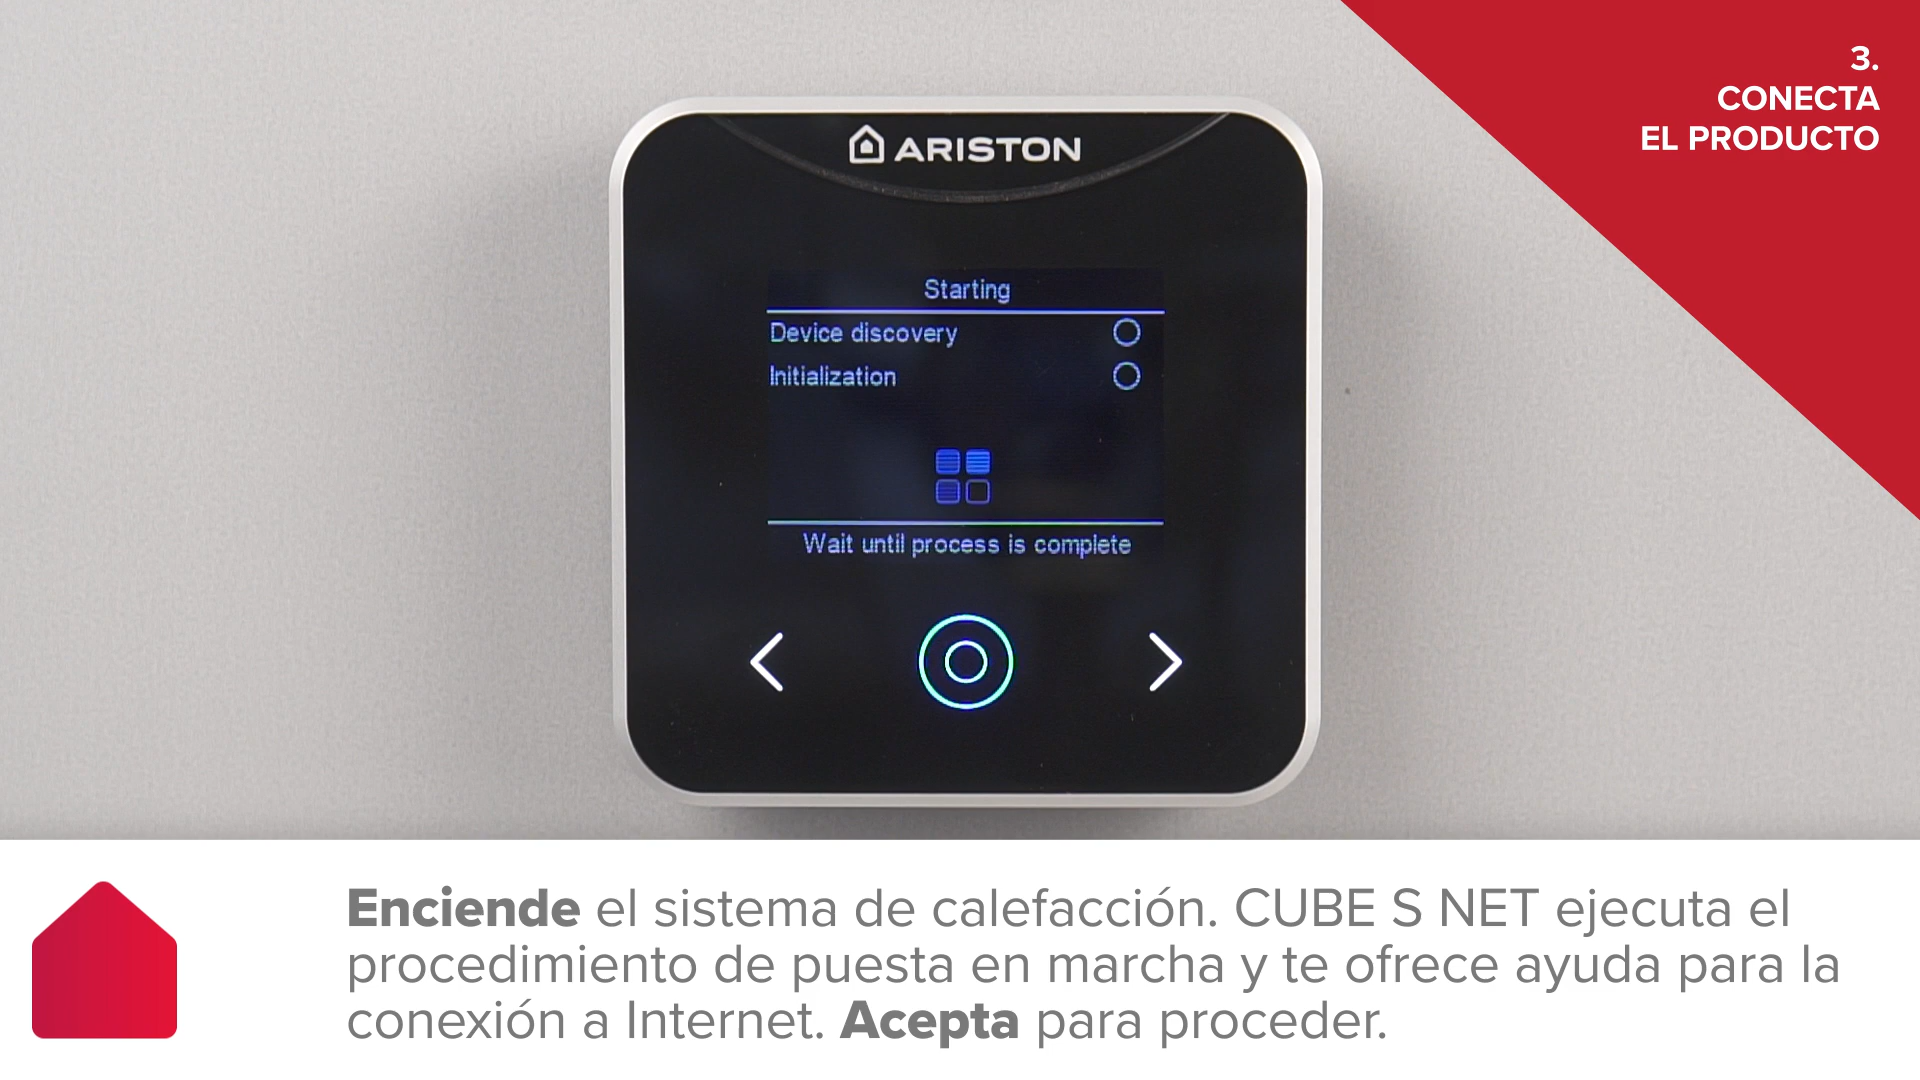 3.
CONECTA
EL PRODUCTO
ARISTON
Starting
Device discovery
Initialization
Wait until process is complete
Enciende el sistema de calefacción. CUBE S NET ejecuta el
procedimiento de puesta en marcha y te ofrece ayuda para la
conexión a Internet. Acepta para proceder.